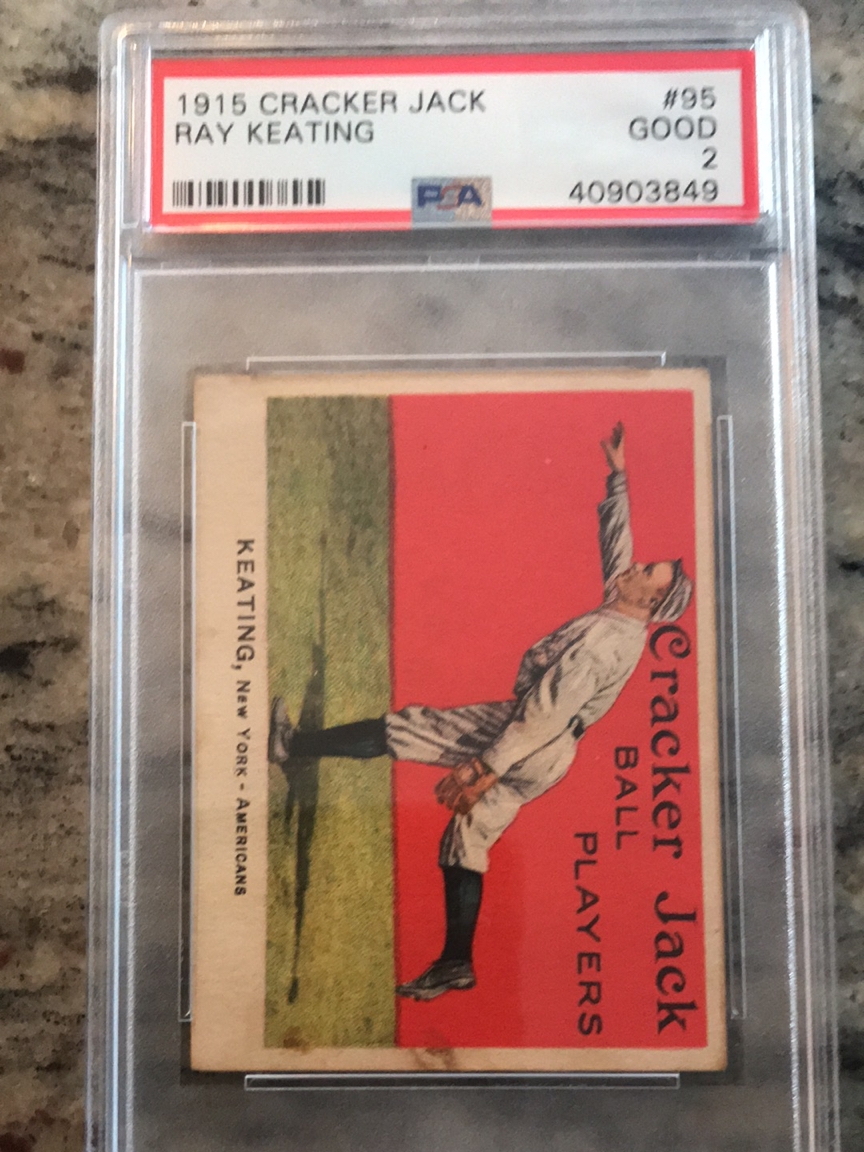 1915 CRACKER JACK #95
RAY KEATING GOOD
2
PSA 40903849
Cracker Jack
BALL
PLAYERS
KEATING, NEW YORK - AMERICANS